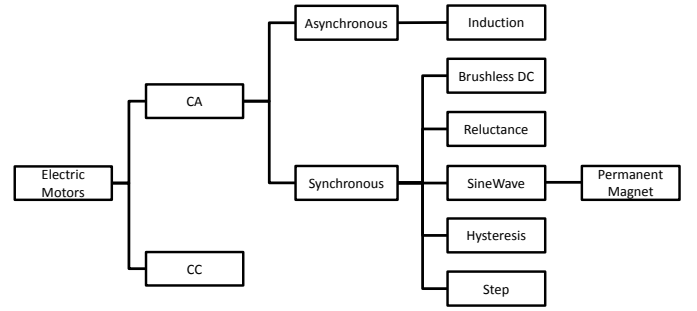 Asynchronous
Induction
Brushless DC
CA
Reluctance
Electric
Motors
Synchronous
SineWave
Permanent
Magnet
Hysteresis
CC
Step